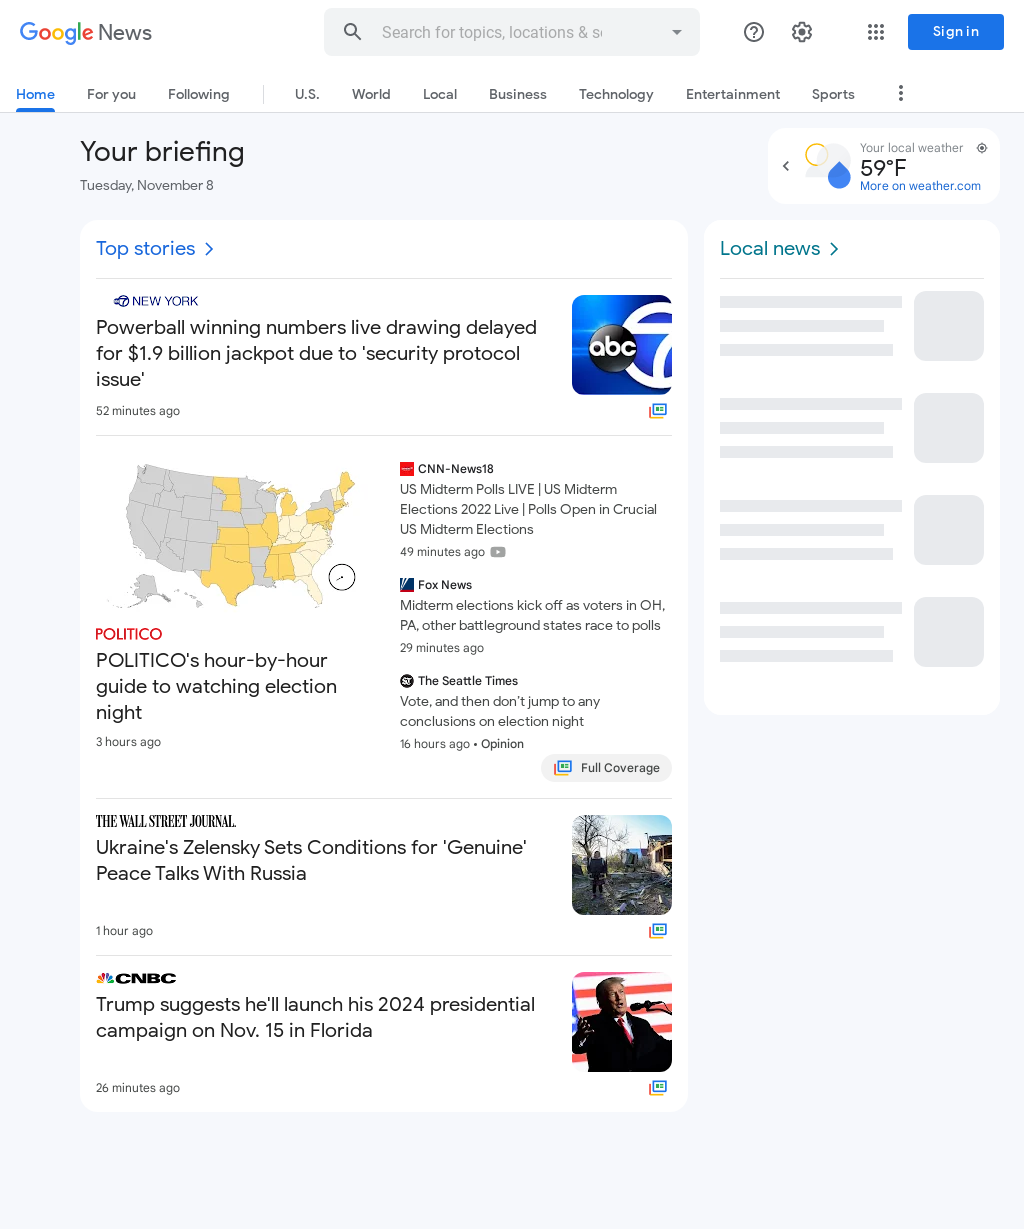 Google News
Search for topics, locations & s
Sign in
Home
For you
Following
U.S.
World
Local
Business
Technology
Entertainment
Sports
Your briefing
Tuesday, November 8
Your local weather
59°F
More on weather.com
Top stories
Local news
7 NEW YORK
Powerball winning numbers live drawing delayed
for $1.9 billion jackpot due to 'security protocol
issue'
52 minutes ago
abc
7
POLITICO
POLITICO's hour-by-hour
guide to watching election
night
3 hours ago
CNN-News18
US Midterm Polls LIVE | US Midterm
Elections 2022 Live | Polls Open in Crucial
US Midterm Elections
49 minutes ago
Fox News
Midterm elections kick off as voters in OH,
PA, other battleground states race to polls
29 minutes ago
ST The Seattle Times
Vote, and then don’t jump to any
conclusions on election night
16 hours ago • Opinion
Full Coverage
THE WALL STREET JOURNAL.
Ukraine's Zelensky Sets Conditions for 'Genuine'
Peace Talks With Russia
1 hour ago
CNBC
Trump suggests he'll launch his 2024 presidential
campaign on Nov. 15 in Florida
26 minutes ago